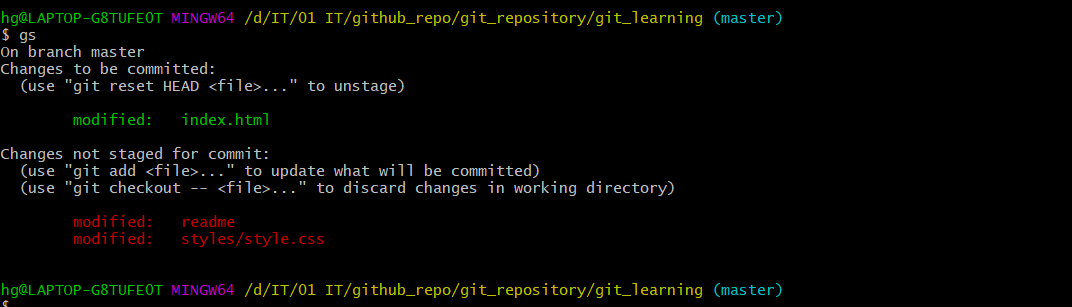 hg@LAPTOP-G8TUFE0T MINGW64 /d/IT/01 IT/github_repo/git_repository/git_learning (master)
$ gs
On branch master
Changes to be committed:
  (use "git reset HEAD <file>..." to unstage)
        modified:   index.html
Changes not staged for commit:
  (use "git add <file>..." to update what will be committed)
  (use "git checkout -- <file>..." to discard changes in working directory)
        modified:   readme
        modified:   styles/style.css
hg@LAPTOP-G8TUFE0T MINGW64 /d/IT/01 IT/github_repo/git_repository/git_learning (master)
$